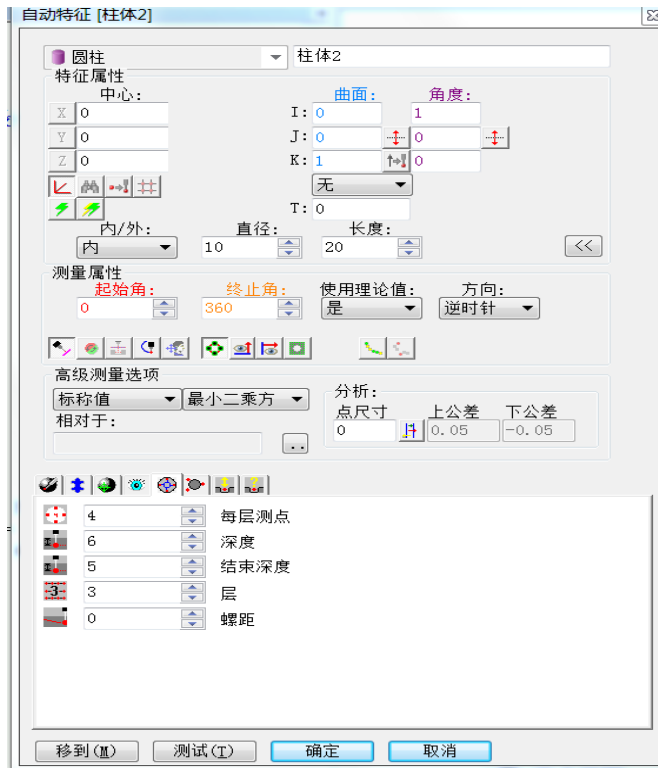 自动特征 [柱体2]
圆柱 柱体2
特征属性
中心: 曲面: 角度:
X 0 I: 0 1
Y 0 J: 0 0
Z 0 K: 1 0
无
T: 0
内/外: 直径: 长度:
内 10 20 <<
测量属性
起始角: 终止角: 使用理论值: 方向:
0 360 是 逆时针
高级测量选项
标称值 最小二乘方 分析:
相对于: 点尺寸 上公差 下公差
0 0.05 -0.05
..
4 每层测点
6 深度
5 结束深度
3 层
0 螺距
移到(M) 测试(T) 确定 取消